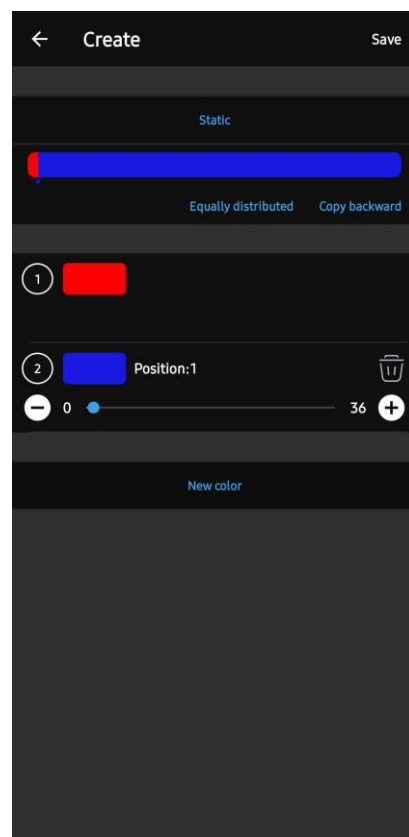 Create Save
Static
Equally distributed Copy backward
1
2 Position:1
0 36
New color